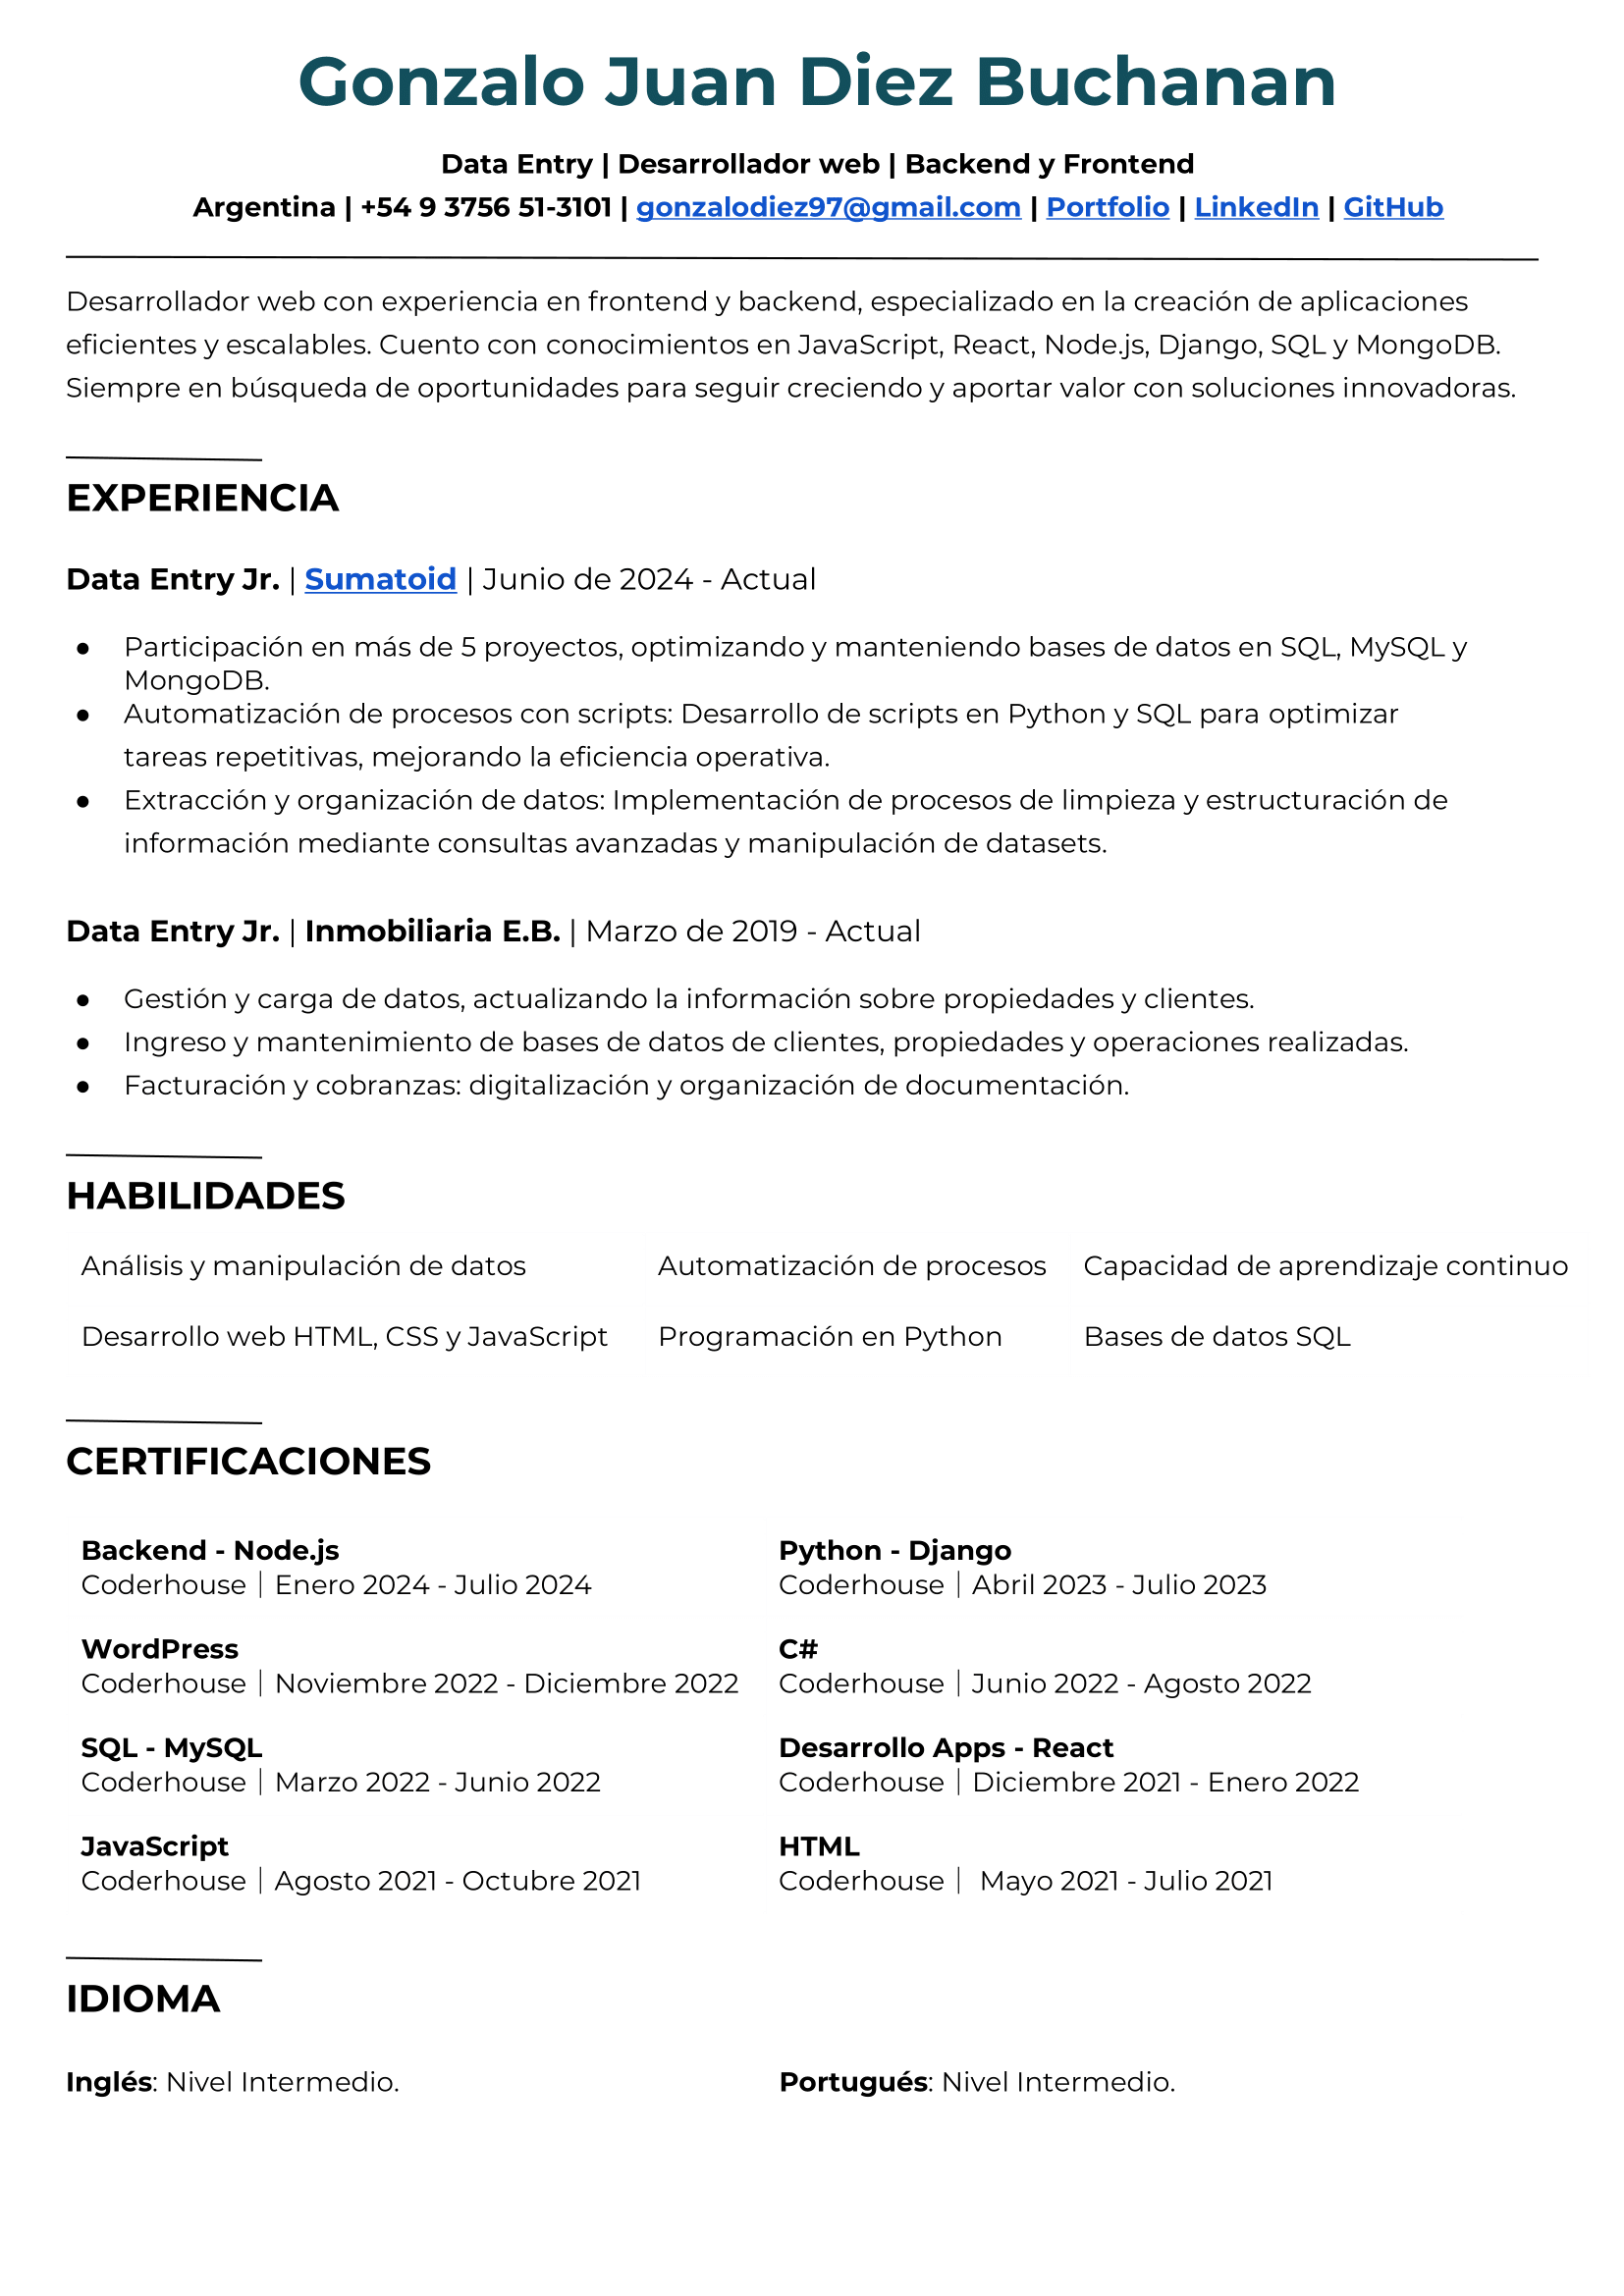 Gonzalo Juan Diez Buchanan
Data Entry | Desarrollador web | Backend y Frontend
Argentina | +54 9 3756 51-3101 | gonzalodiez97@gmail.com | Portfolio | LinkedIn | GitHub
Desarrollador web con experiencia en frontend y backend, especializado en la creación de aplicaciones
eficientes y escalables. Cuento con conocimientos en JavaScript, React, Node.js, Django, SQL y MongoDB.
Siempre en búsqueda de oportunidades para seguir creciendo y aportar valor con soluciones innovadoras.
EXPERIENCIA
Data Entry Jr. | Sumatoid | Junio de 2024 - Actual
● Participación en más de 5 proyectos, optimizando y manteniendo bases de datos en SQL, MySQL y
MongoDB.
● Automatización de procesos con scripts: Desarrollo de scripts en Python y SQL para optimizar
tareas repetitivas, mejorando la eficiencia operativa.
● Extracción y organización de datos: Implementación de procesos de limpieza y estructuración de
información mediante consultas avanzadas y manipulación de datasets.
Data Entry Jr. | Inmobiliaria E.B. | Marzo de 2019 - Actual
● Gestión y carga de datos, actualizando la información sobre propiedades y clientes.
● Ingreso y mantenimiento de bases de datos de clientes, propiedades y operaciones realizadas.
● Facturación y cobranzas: digitalización y organización de documentación.
HABILIDADES
Análisis y manipulación de datos Automatización de procesos Capacidad de aprendizaje continuo
Desarrollo web HTML, CSS y JavaScript Programación en Python Bases de datos SQL
CERTIFICACIONES
Backend - Node.js Python - Django
Coderhouse | Enero 2024 - Julio 2024 Coderhouse | Abril 2023 - Julio 2023
WordPress C#
Coderhouse | Noviembre 2022 - Diciembre 2022 Coderhouse | Junio 2022 - Agosto 2022
SQL - MySQL Desarrollo Apps - React
Coderhouse | Marzo 2022 - Junio 2022 Coderhouse | Diciembre 2021 - Enero 2022
JavaScript HTML
Coderhouse | Agosto 2021 - Octubre 2021 Coderhouse | Mayo 2021 - Julio 2021
IDIOMA
Inglés: Nivel Intermedio. Portugués: Nivel Intermedio.